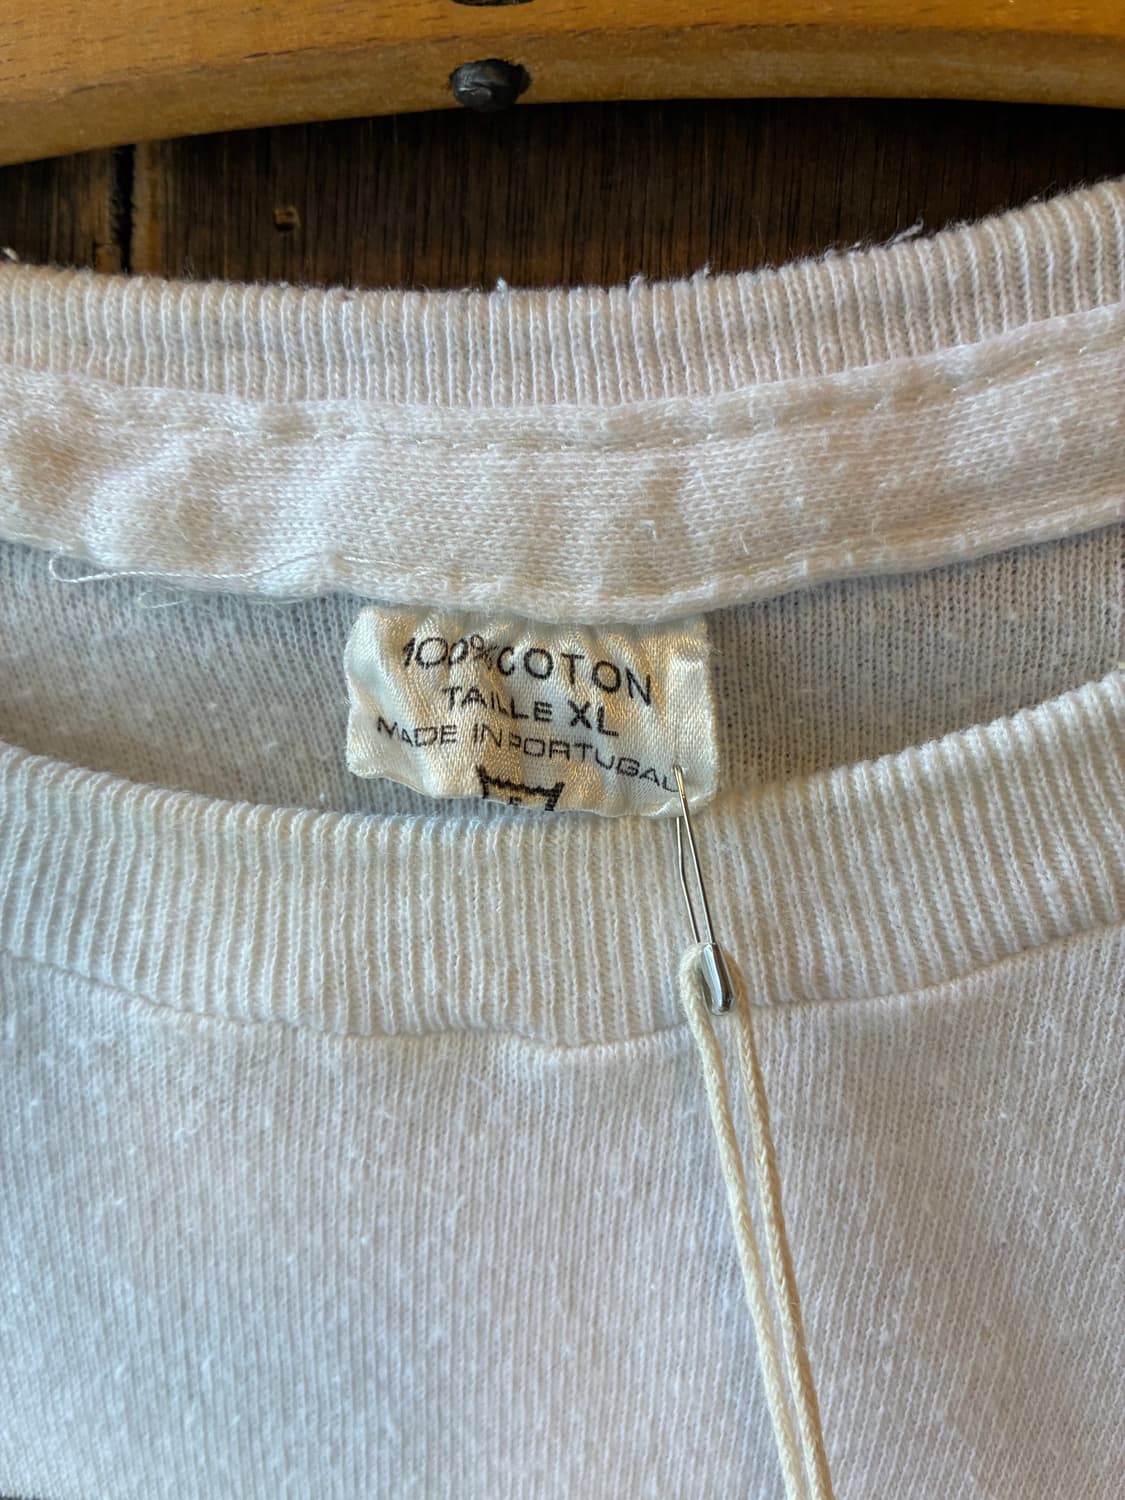 100% COTON
TAILLE XL
MADE IN PORTUGAL